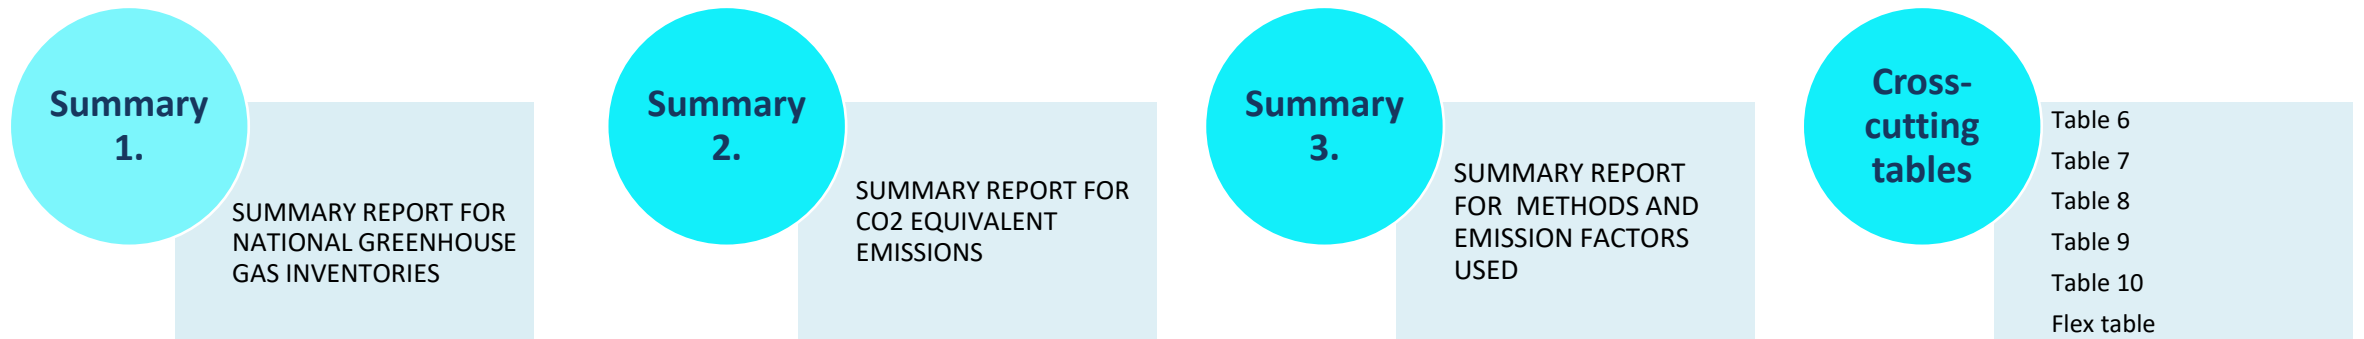 Summary
1.
SUMMARY REPORT FOR
NATIONAL GREENHOUSE
GAS INVENTORIES
Summary
2.
SUMMARY REPORT FOR
CO2 EQUIVALENT
EMISSIONS
Summary
3.
SUMMARY REPORT
FOR  METHODS AND
EMISSION FACTORS
USED
Cross-
cutting
tables
Table 6
Table 7
Table 8
Table 9
Table 10
Flex table